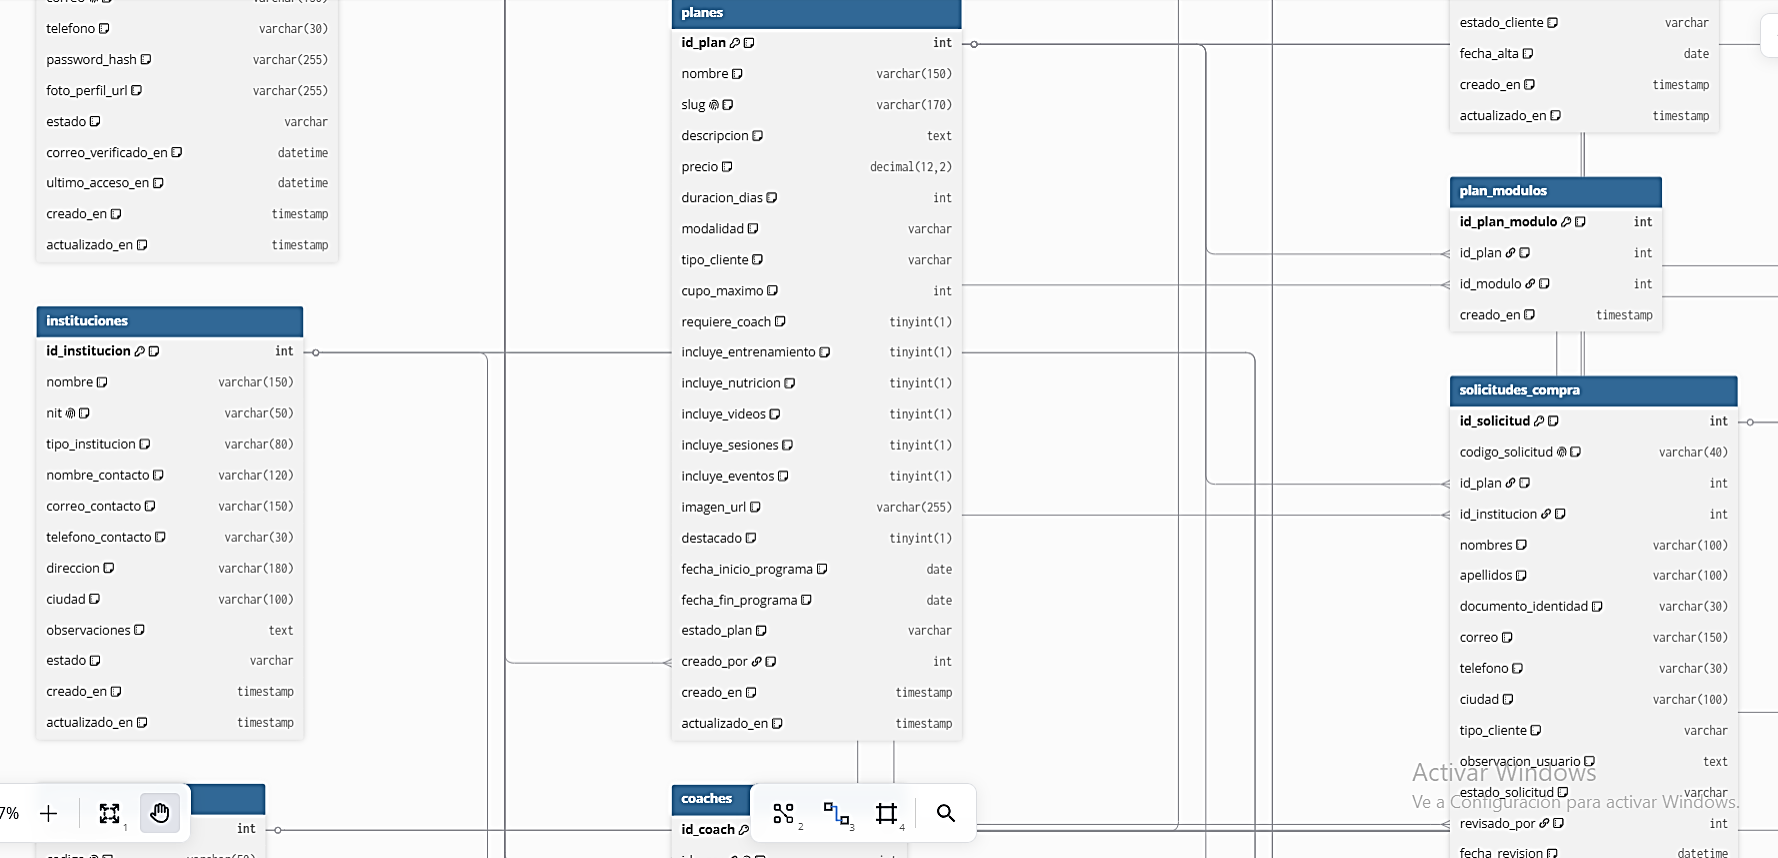 telefono varchar(30)
password_hash varchar(255)
foto_perfil_url varchar(255)
estado varchar
correo_verificado_en datetime
ultimo_acceso_en datetime
creado_en timestamp
actualizado_en timestamp
instituciones
id_institucion int
nombre varchar(150)
nit varchar(50)
tipo_institucion varchar(80)
nombre_contacto varchar(120)
correo_contacto varchar(150)
telefono_contacto varchar(30)
direccion varchar(180)
ciudad varchar(100)
observaciones text
estado varchar
creado_en timestamp
actualizado_en timestamp
int
planes
id_plan int
nombre varchar(150)
slug varchar(170)
descripcion text
precio decimal(12,2)
duracion_dias int
modalidad varchar
tipo_cliente varchar
cupo_maximo int
requiere_coach tinyint(1)
incluye_entrenamiento tinyint(1)
incluye_nutricion tinyint(1)
incluye_videos tinyint(1)
incluye_sesiones tinyint(1)
incluye_eventos tinyint(1)
imagen_url varchar(255)
destacado tinyint(1)
fecha_inicio_programa date
fecha_fin_programa date
estado_plan varchar
creado_por int
creado_en timestamp
actualizado_en timestamp
coaches
id_coach
estado_cliente varchar
fecha_alta date
creado_en timestamp
actualizado_en timestamp
plan_modulos
id_plan_modulo int
id_plan int
id_modulo int
creado_en timestamp
solicitudes_compra
id_solicitud int
codigo_solicitud varchar(40)
id_plan int
id_institucion int
nombres varchar(100)
apellidos varchar(100)
documento_identidad varchar(30)
correo varchar(150)
telefono varchar(30)
ciudad varchar(100)
tipo_cliente varchar
observacion_usuario text
estado_solicitud varchar
revisado_por int
fecha_revision datetime
Activar Windows
Ve a Configuración para activar Windows.
7%
1
2
3
4